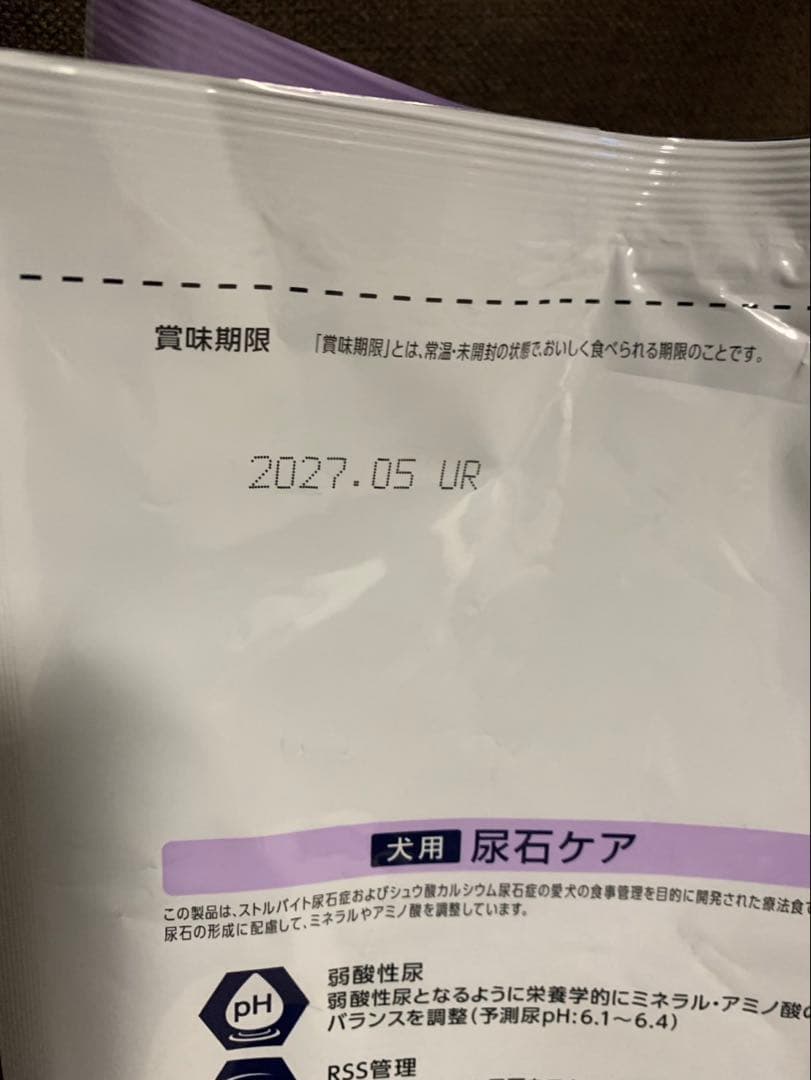 賞味期限 「賞味期限」とは、常温・未開封の状態で、おいしく食べられる期限のことです。
2027.05 UR
犬用 尿石ケア
この製品は、ストルバイト尿石症およびシュウ酸カルシウム尿石症の愛犬の食事管理を目的に開発された療法食で
尿石の形成に配慮して、ミネラルやアミノ酸を調整しています。
pH
弱酸性尿
弱酸性尿となるように栄養学的にミネラル・アミノ酸の
バランスを調整（予測尿pH：6.1～6.4）
RSS管理